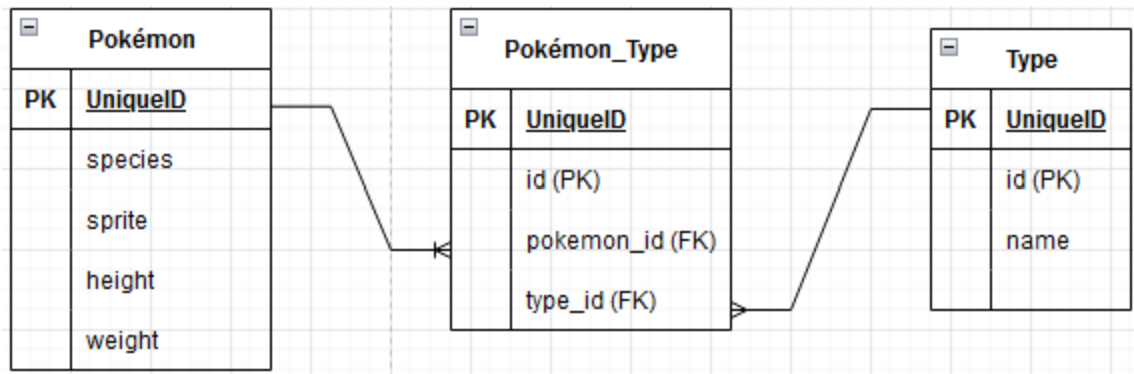 Pokémon
PK UniqueID
species
sprite
height
weight
Pokémon_Type
PK UniqueID
id (PK)
pokemon_id (FK)
type_id (FK)
Type
PK UniqueID
id (PK)
name